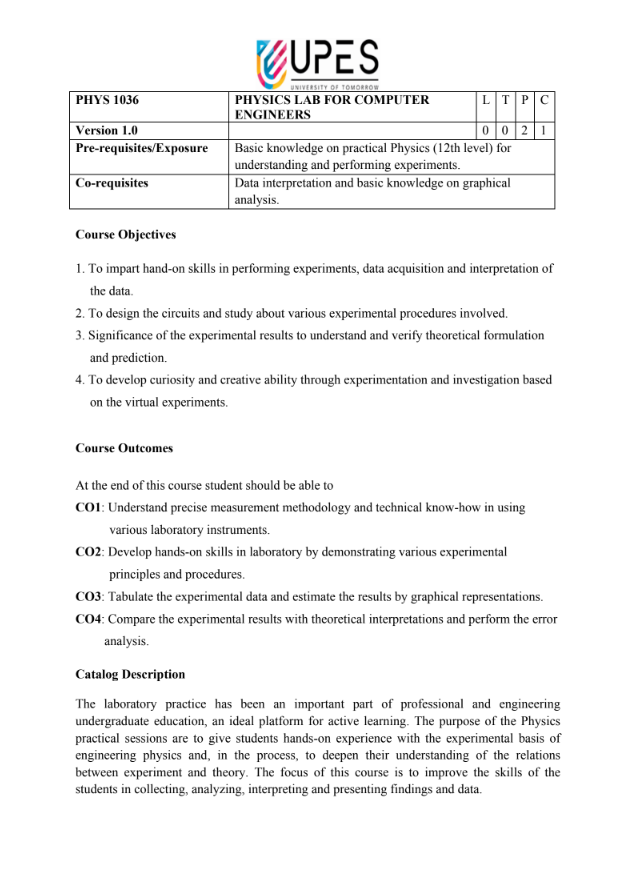 UPES
UNIVERSITY OF TOMORROW
PHYS 1036 PHYSICS LAB FOR COMPUTER L T P C
ENGINEERS
Version 1.0 0 0 2 1
Pre-requisites/Exposure Basic knowledge on practical Physics (12th level) for
understanding and performing experiments.
Co-requisites Data interpretation and basic knowledge on graphical
analysis.
Course Objectives
1. To impart hand-on skills in performing experiments, data acquisition and interpretation of
the data.
2. To design the circuits and study about various experimental procedures involved.
3. Significance of the experimental results to understand and verify theoretical formulation
and prediction.
4. To develop curiosity and creative ability through experimentation and investigation based
on the virtual experiments.
Course Outcomes
At the end of this course student should be able to
CO1: Understand precise measurement methodology and technical know-how in using
various laboratory instruments.
CO2: Develop hands-on skills in laboratory by demonstrating various experimental
principles and procedures.
CO3: Tabulate the experimental data and estimate the results by graphical representations.
CO4: Compare the experimental results with theoretical interpretations and perform the error
analysis.
Catalog Description
The laboratory practice has been an important part of professional and engineering
undergraduate education, an ideal platform for active learning. The purpose of the Physics
practical sessions are to give students hands-on experience with the experimental basis of
engineering physics and, in the process, to deepen their understanding of the relations
between experiment and theory. The focus of this course is to improve the skills of the
students in collecting, analyzing, interpreting and presenting findings and data.